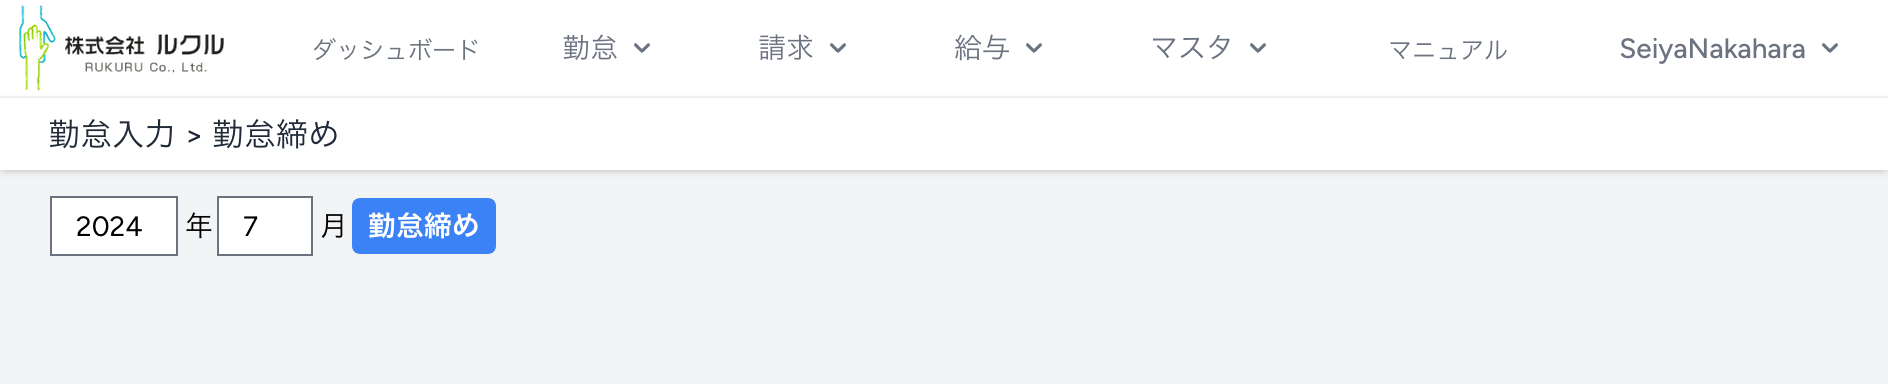 株式会社 ルクル
RUKURU Co., Ltd.
ダッシュボード 勤怠 請求 給与 マスタ マニュアル SeiyaNakahara
勤怠入力 > 勤怠締め
2024 年 7 月 勤怠締め